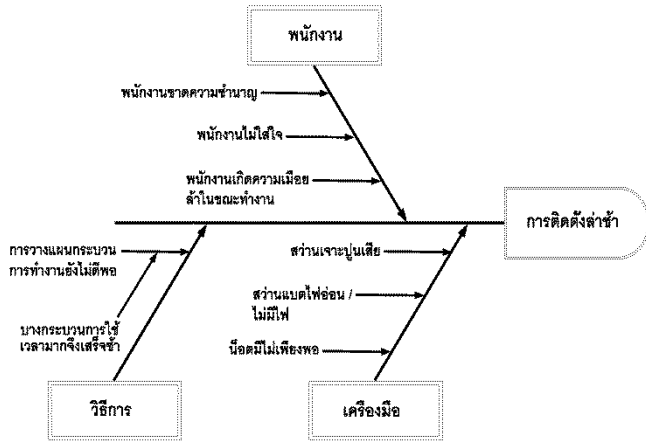 พนักงาน
พนักงานขาดความชำนาญ
พนักงานไม่ใส่ใจ
พนักงานเกิดความเมื่อย
ล้าในขณะทำงาน
การติดตั้งล่าช้า
การวางแผนกระบวน
การทำงานยังไม่ดีพอ
บางกระบวนการใช้
เวลามากจึงเสร็จช้า
สว่านเจาะปูนเสีย
สว่านแบตไฟอ่อน /
ไม่มีไฟ
น็อตมีไม่เพียงพอ
วิธีการ
เครื่องมือ